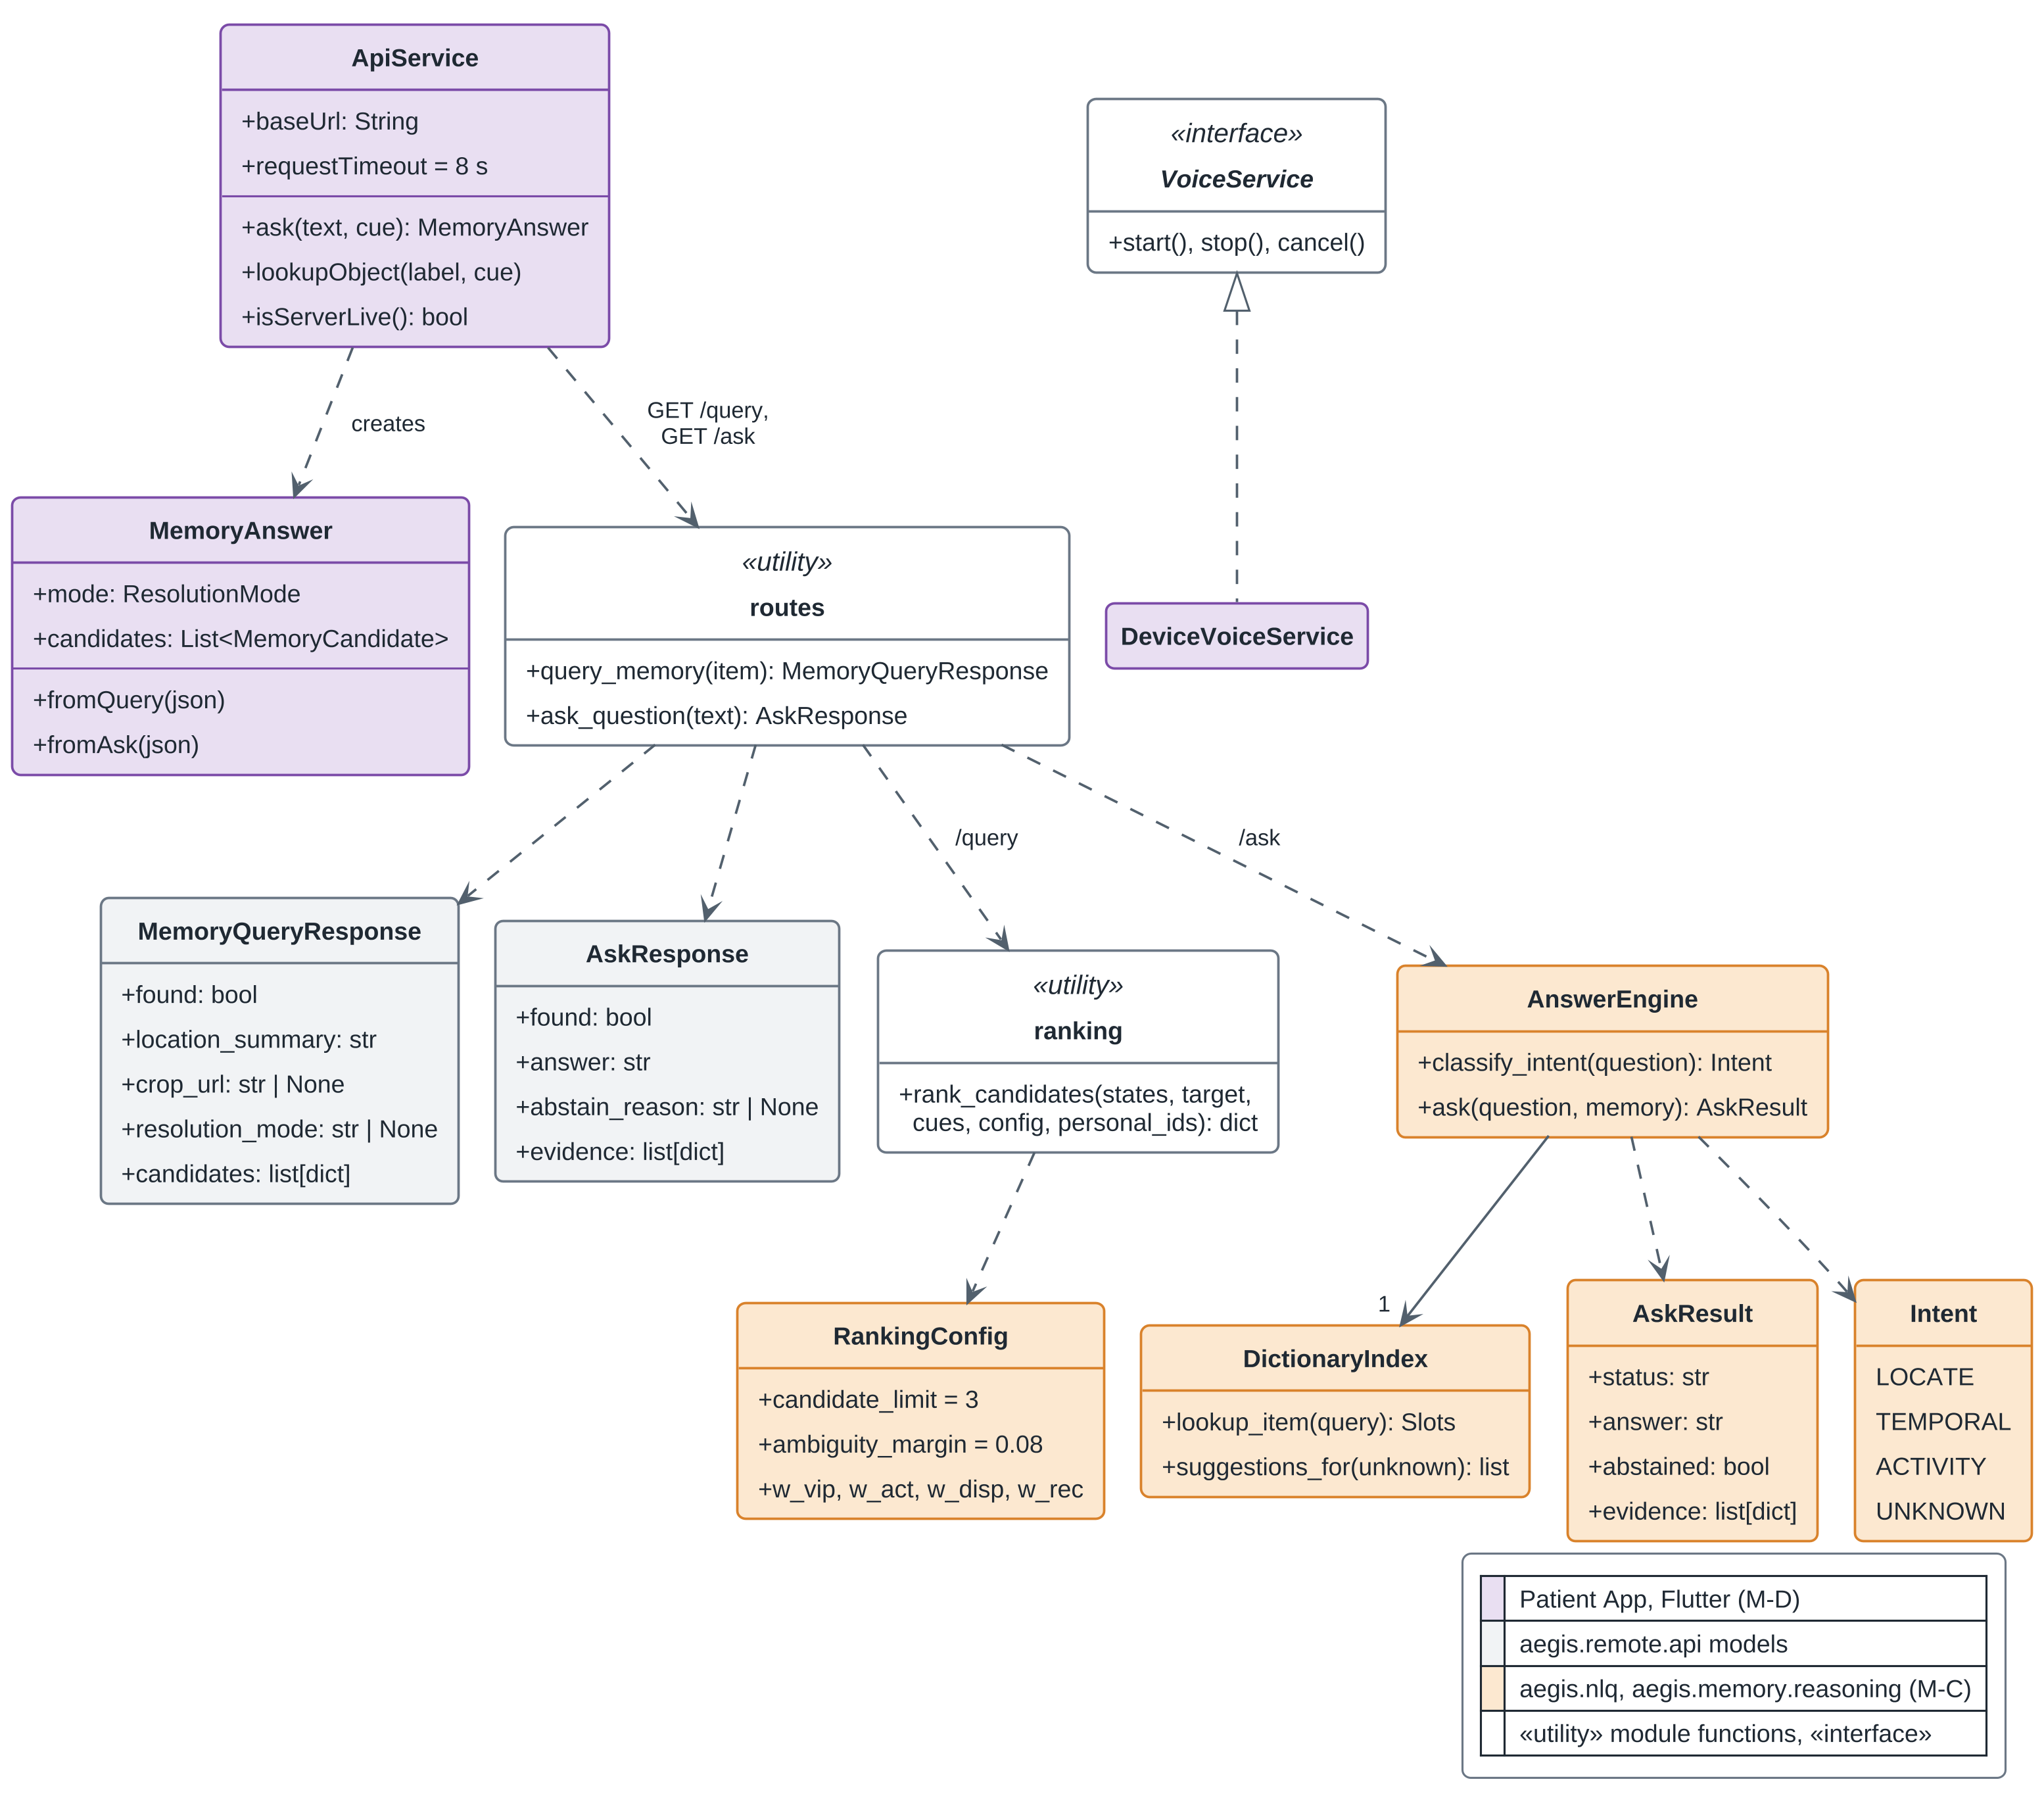 ApiService
+baseUrl: String
+requestTimeout = 8 s
+ask(text, cue): MemoryAnswer
+lookupObject(label, cue)
+isServerLive(): bool
«interface»
VoiceService
+start(), stop(), cancel()
creates
GET /query,
GET /ask
MemoryAnswer
+mode: ResolutionMode
+candidates: List<MemoryCandidate>
+fromQuery(json)
+fromAsk(json)
«utility»
routes
+query_memory(item): MemoryQueryResponse
+ask_question(text): AskResponse
DeviceVoiceService
/query
/ask
MemoryQueryResponse
+found: bool
+location_summary: str
+crop_url: str | None
+resolution_mode: str | None
+candidates: list[dict]
AskResponse
+found: bool
+answer: str
+abstain_reason: str | None
+evidence: list[dict]
«utility»
ranking
+rank_candidates(states, target,
cues, config, personal_ids): dict
AnswerEngine
+classify_intent(question): Intent
+ask(question, memory): AskResult
1
RankingConfig
+candidate_limit = 3
+ambiguity_margin = 0.08
+w_vip, w_act, w_disp, w_rec
DictionaryIndex
+lookup_item(query): Slots
+suggestions_for(unknown): list
AskResult
+status: str
+answer: str
+abstained: bool
+evidence: list[dict]
Intent
LOCATE
TEMPORAL
ACTIVITY
UNKNOWN
Patient App, Flutter (M-D)
aegis.remote.api models
aegis.nlq, aegis.memory.reasoning (M-C)
«utility» module functions, «interface»